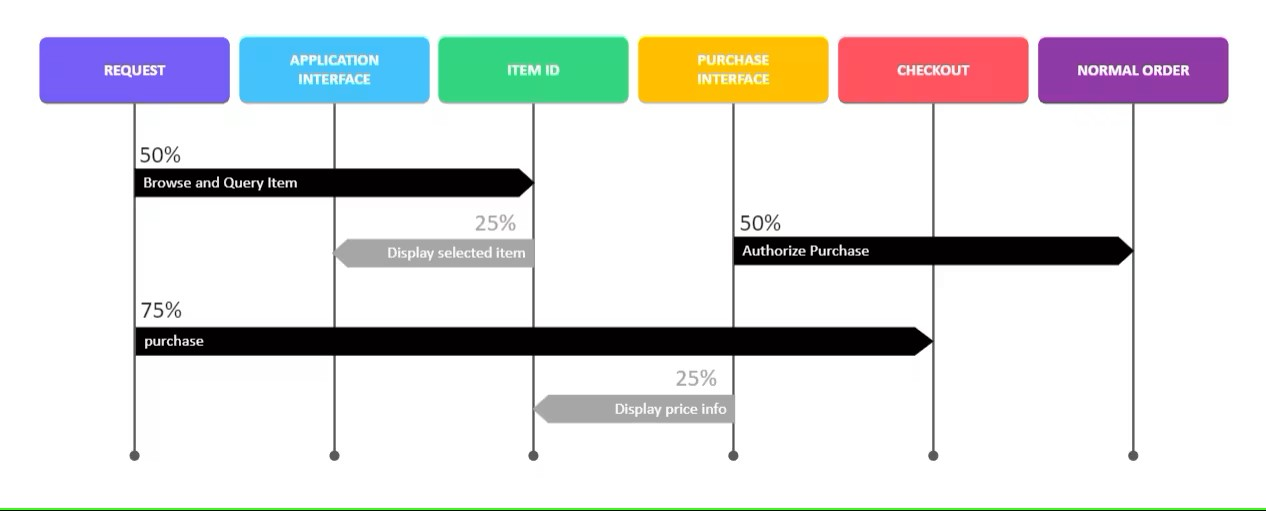 REQUEST
APPLICATION
INTERFACE
ITEM ID
PURCHASE
INTERFACE
CHECKOUT
NORMAL ORDER
50%
Browse and Query Item
25%
Display selected item
50%
Authorize Purchase
75%
purchase
25%
Display price info